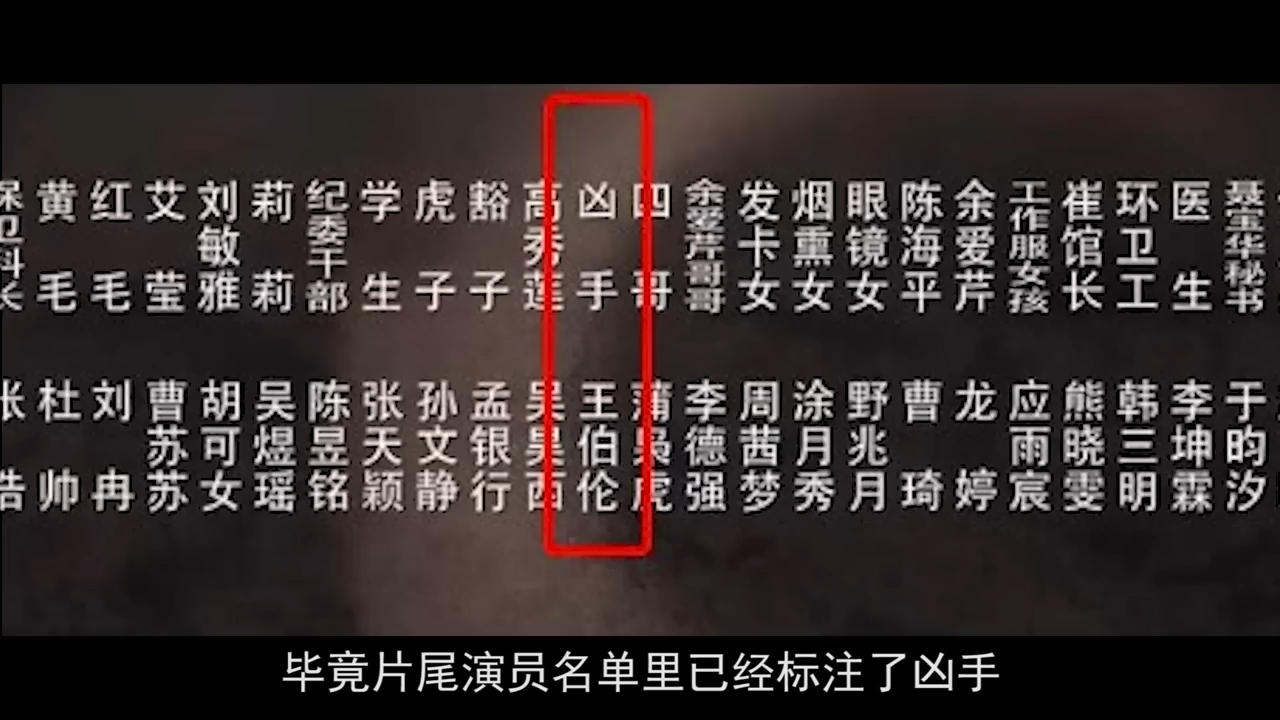 黄毛
红毛
艾莹
刘敏雅
莉莉
纪委干部
学生
虎子
豁子
高秀莲
凶手
四哥
余爱芹哥哥
发卡女
烟熏女
眼镜女
陈海平
余爱芹
工作服女孩
崔馆长
环卫工
医生
聂宝华秘书
杜帅
刘冉
曹苏苏
胡可女
吴煜瑶
陈昱铭
张天颖
孙文静
孟银行
吴昊西
王伯伦
蒲枭虎
李德强
周茜梦
涂月秀
野兆月
曹琦
龙婷
应雨宸
熊晓雯
韩三明
李坤霖
于昀汐
毕竟片尾演员名单里已经标注了凶手